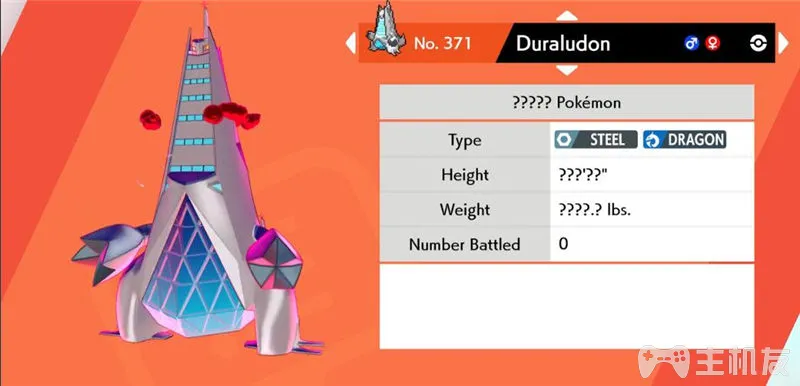 No. 371 Duraludon
????? Pokémon
Type STEEL DRAGON
Height ???'??"
Weight ????.? lbs.
Number Battled 0
主机友